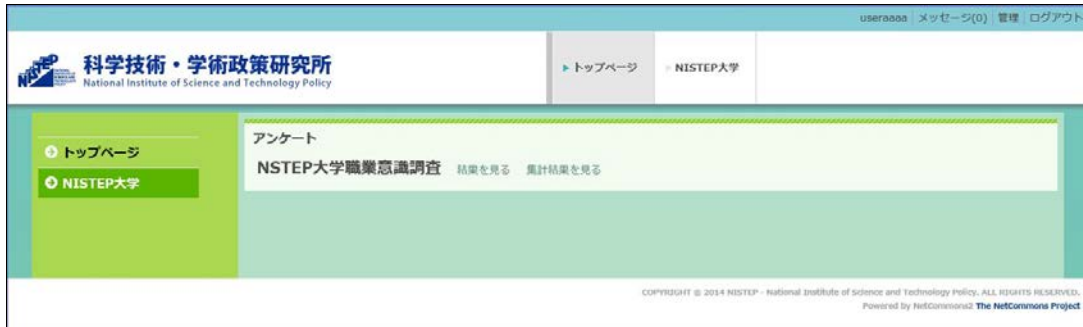 useraaaa メッセージ(0) 管理 ログアウト
NISTEP
科学技術・学術政策研究所
National Institute of Science and Technology Policy
トップページ NISTEP大学
トップページ
NISTEP大学
アンケート
NSTEP大学職業意識調査 結果を見る 集計結果を見る
COPYRIGHT © 2014 NISTEP - National Institute of Science and Technology Policy. ALL RIGHTS RESERVED.
Powered by NetCommons2 The NetCommons Project